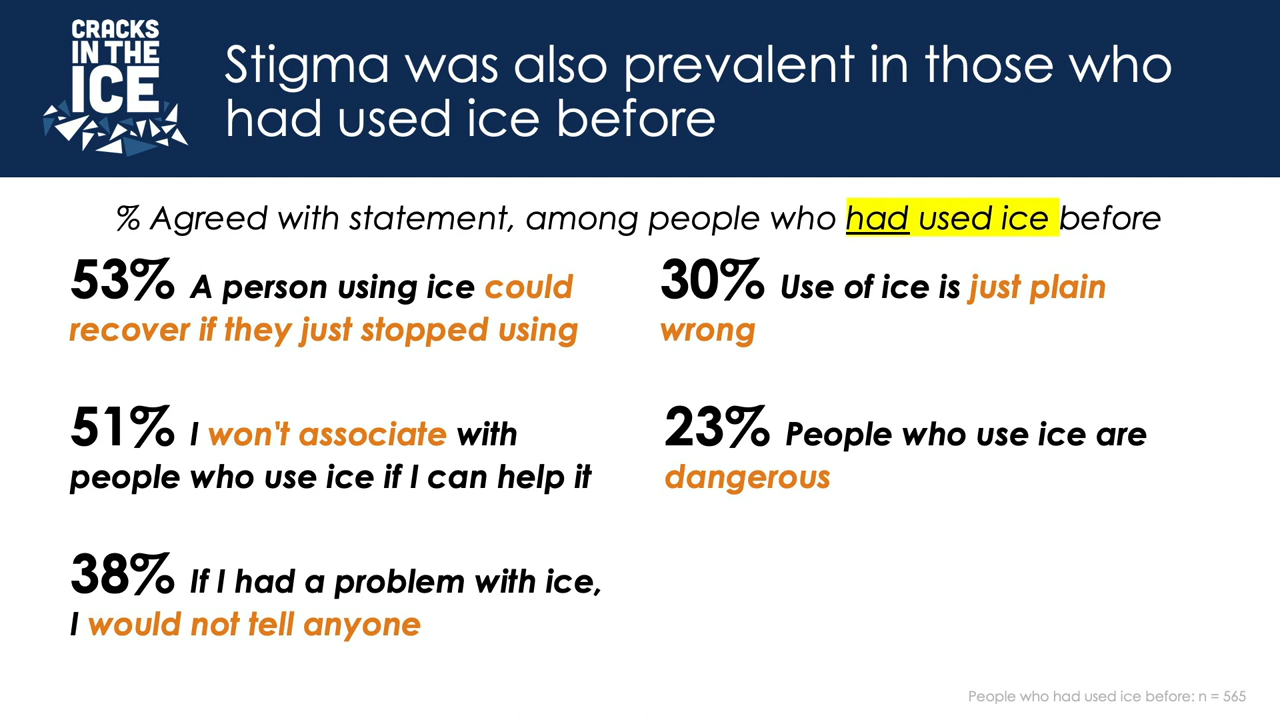 CRACKS
IN THE
ICE
Stigma was also prevalent in those who
had used ice before
% Agreed with statement, among people who had used ice before
53% A person using ice could
recover if they just stopped using
51% I won't associate with
people who use ice if I can help it
38% If I had a problem with ice,
I would not tell anyone
30% Use of ice is just plain
wrong
23% People who use ice are
dangerous
People who had used ice before: n = 565